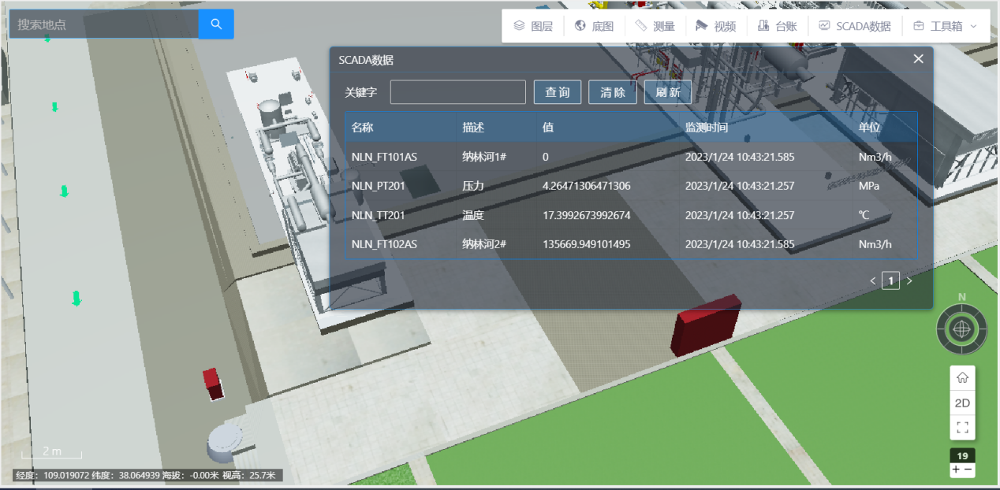 搜索地点
图层 底图 测量 视频 台账 SCADA数据 工具箱
SCADA数据
关键字 查询 清除 刷新
名称 描述 值 监测时间 单位
NLN_FT101AS 纳林河1# 0 2023/1/24 10:43:21.585 Nm3/h
NLN_PT201 压力 4.26471306471306 2023/1/24 10:43:21.257 MPa
NLN_TT201 温度 17.3992673992674 2023/1/24 10:43:21.257 ℃
NLN_FT102AS 纳林河2# 135669.949101495 2023/1/24 10:43:21.585 Nm3/h
< 1 >
N
2D
19
+ −
2 m
经度：109.019072 纬度：38.064939 海拔：-0.00米 视高：25.7米